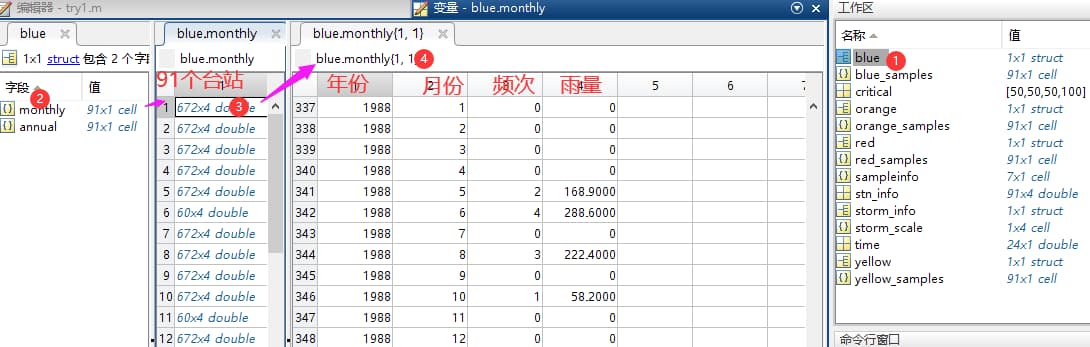 编辑器 - try1.m
变量 - blue.monthly
工作区
blue
blue.monthly
blue.monthly{1, 1}
名称
值
1x1 struct 包含 2 个字段
blue.monthly
blue.monthly{1, 1}
4
blue
1
1x1 struct
blue_samples
91x1 cell
字段
值
91个台站
年份
月份
频次
雨量
critical
[50,50,50,100]
2
1
1
2
3
4
5
6
7
orange
1x1 struct
monthly
91x1 cell
1
672x4 double
3
337
1988
1
0
0
orange_samples
91x1 cell
annual
91x1 cell
2
672x4 double
338
1988
2
0
0
red
1x1 struct
3
672x4 double
339
1988
3
0
0
red_samples
91x1 cell
4
672x4 double
340
1988
4
0
0
sampleinfo
7x1 cell
5
672x4 double
341
1988
5
2
168.9000
stn_info
91x4 double
6
60x4 double
342
1988
6
4
288.6000
storm_info
1x1 struct
7
672x4 double
343
1988
7
0
0
storm_scale
1x4 cell
8
672x4 double
344
1988
8
3
222.4000
time
24x1 double
9
672x4 double
345
1988
9
0
0
yellow
1x1 struct
10
672x4 double
346
1988
10
1
58.2000
yellow_samples
91x1 cell
11
60x4 double
347
1988
11
0
0
12
672x4 double
348
1988
12
0
0
命令行窗口